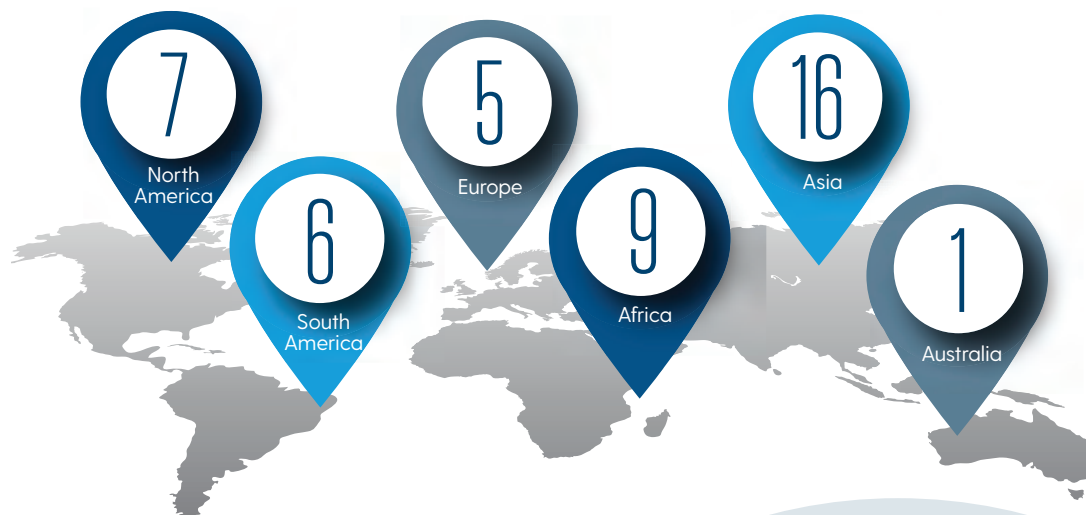 7
North
America
6
South
America
5
Europe
9
Africa
16
Asia
1
Australia